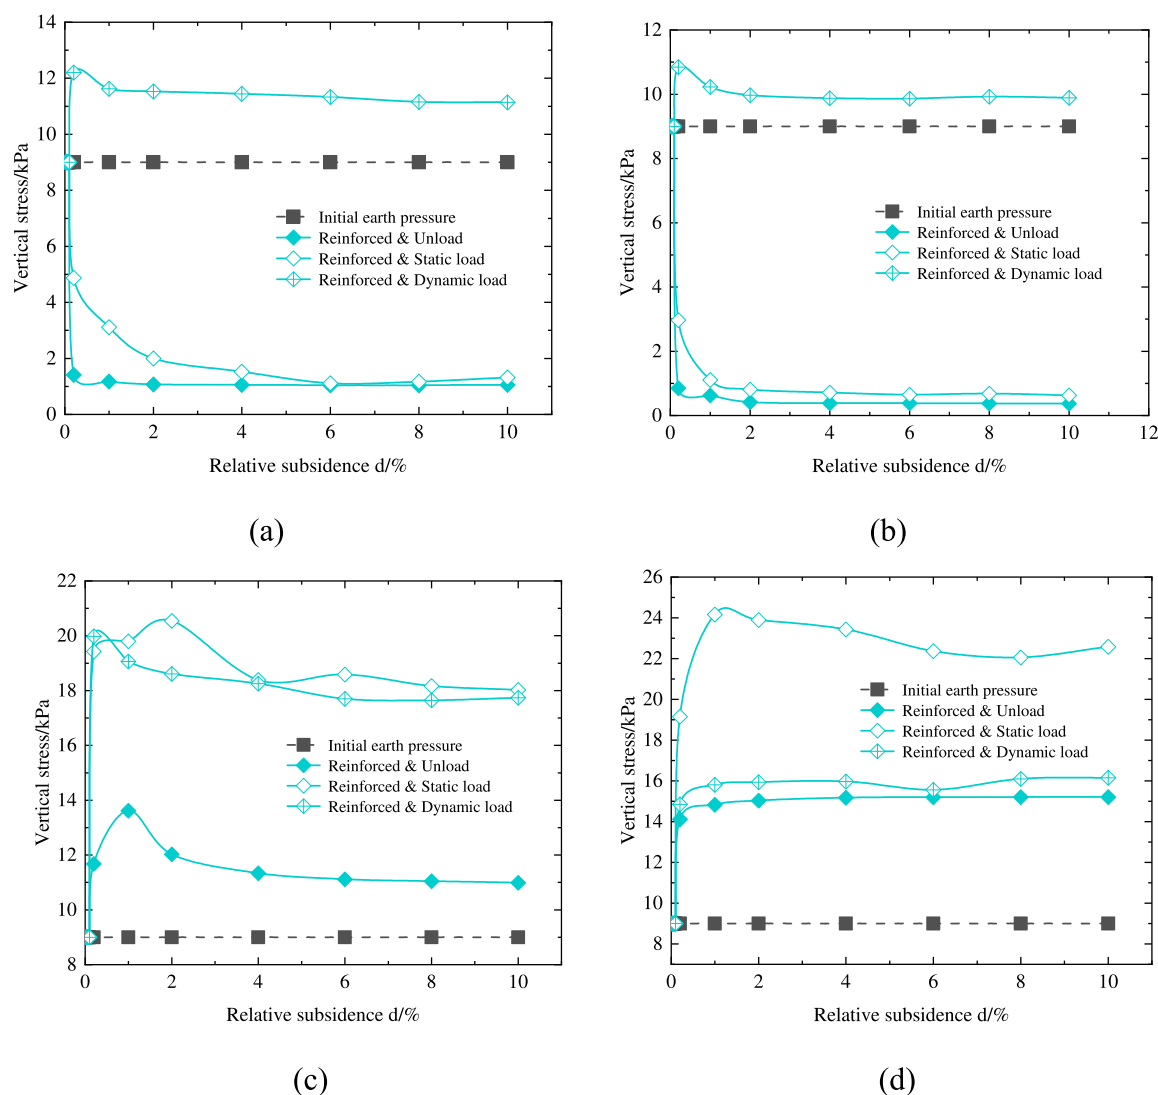 14
12
10
8
6
4
2
0
Vertical stress/kPa
Initial earth pressure
Reinforced & Unload
Reinforced & Static load
Reinforced & Dynamic load
0 2 4 6 8 10
Relative subsidence d/%
(a)
12
10
8
6
4
2
0
Vertical stress/kPa
Initial earth pressure
Reinforced & Unload
Reinforced & Static load
Reinforced & Dynamic load
0 2 4 6 8 10 12
Relative subsidence d/%
(b)
22
20
18
16
14
12
10
8
Vertical stress/kPa
Initial earth pressure
Reinforced & Unload
Reinforced & Static load
Reinforced & Dynamic load
0 2 4 6 8 10
Relative subsidence d/%
(c)
26
24
22
20
18
16
14
12
10
8
Vertical stress/kPa
Initial earth pressure
Reinforced & Unload
Reinforced & Static load
Reinforced & Dynamic load
0 2 4 6 8 10
Relative subsidence d/%
(d)